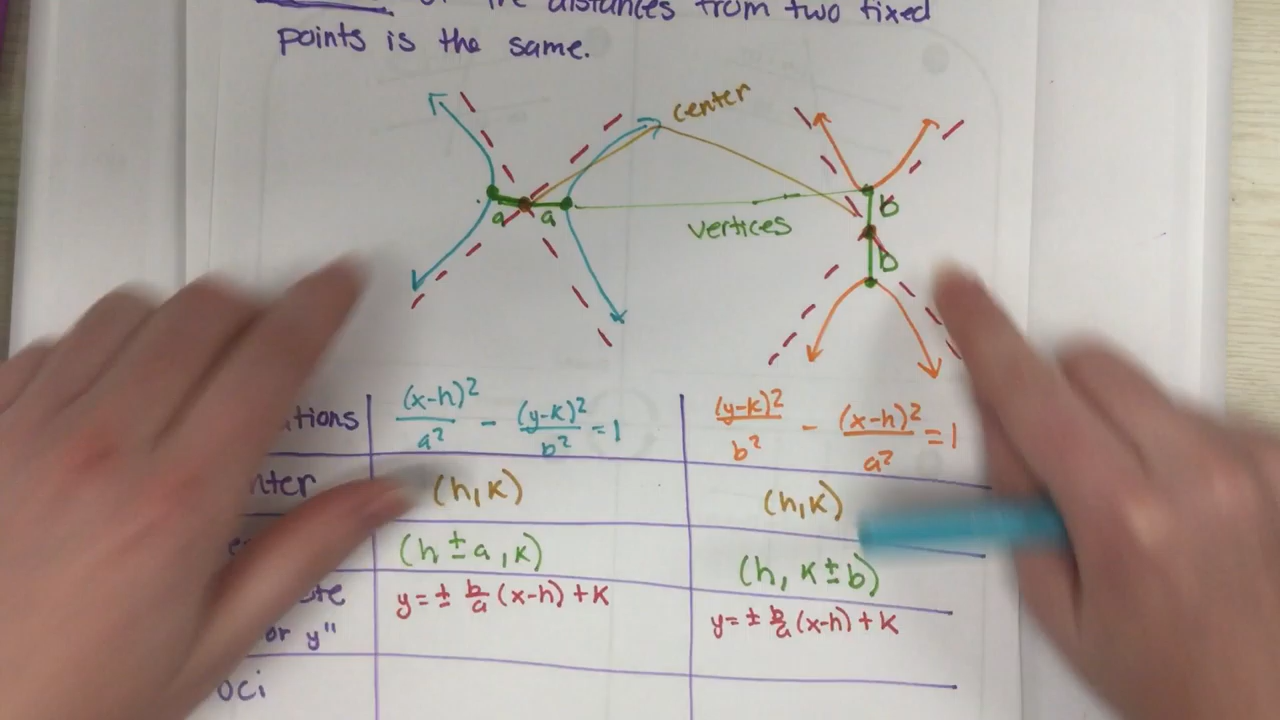 the distances from two fixed
points is the same.
center
a a
vertices
b
b
(x-h)²/a² - (y-k)²/b² = 1
(y-k)²/b² - (x-h)²/a² = 1
(h,k)
(h,k)
(h ± a, k)
(h, k ± b)
y = ± b/a (x-h) + k
y = ± b/a (x-h) + k
or y"